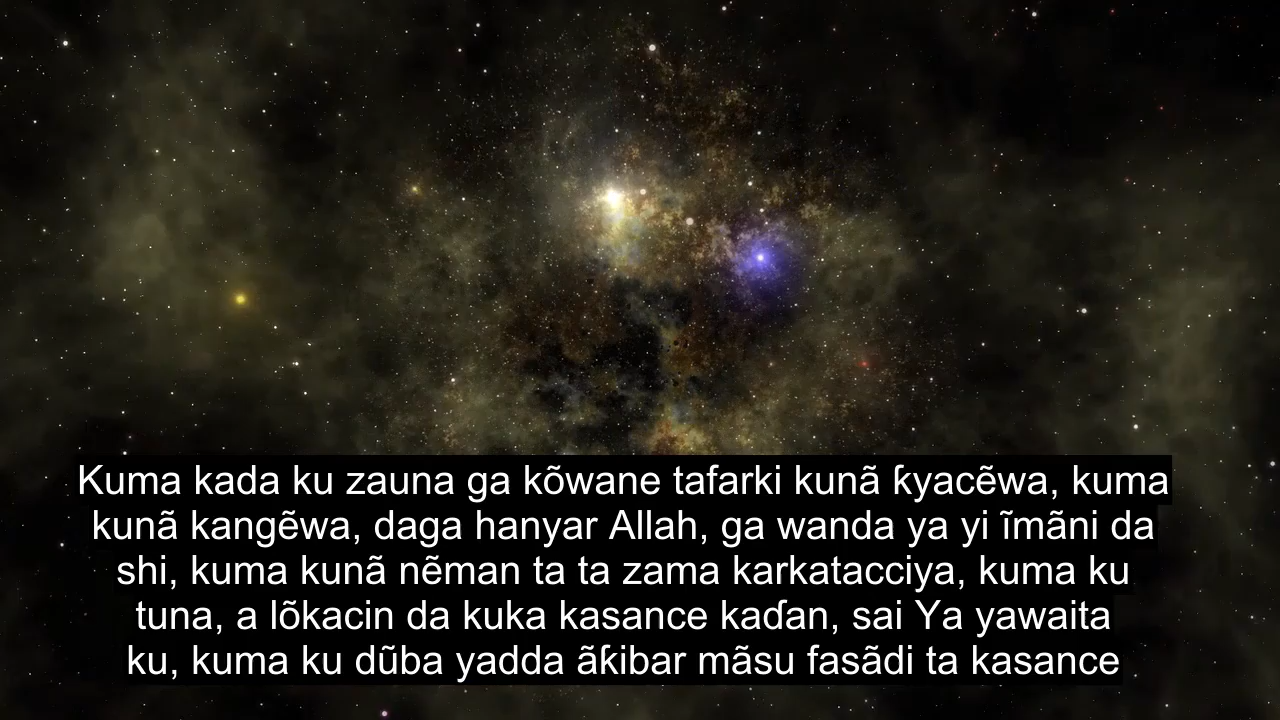 Kuma kada ku zauna ga kõwane tafarki kunã ƙyacẽwa, kuma
kunã kangẽwa, daga hanyar Allah, ga wanda ya yi ĩmãni da
shi, kuma kunã nẽman ta ta zama karkatacciya, kuma ku
tuna, a lõkacin da kuka kasance kaɗan, sai Ya yawaita
ku, kuma ku dũba yadda ãƙibar mãsu fasãdi ta kasance